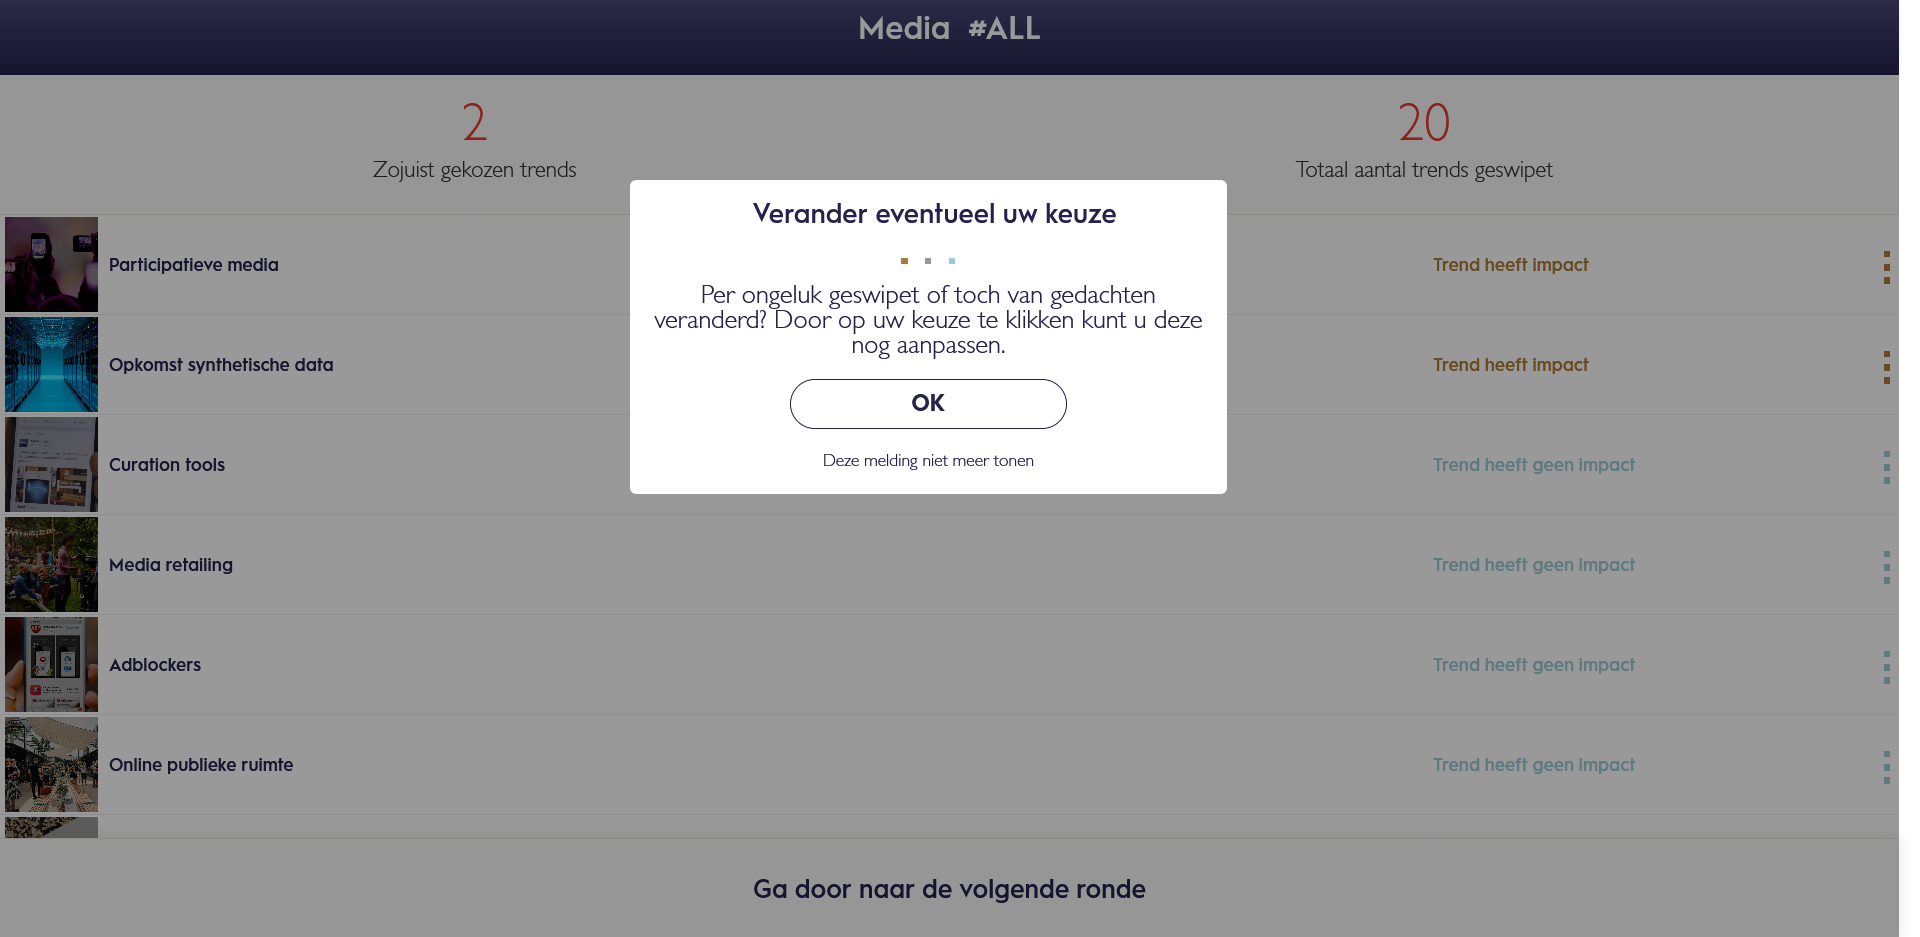 Media #ALL
2
Zojuist gekozen trends
20
Totaal aantal trends geswipet
Verander eventueel uw keuze
Per ongeluk geswipet of toch van gedachten
veranderd? Door op uw keuze te klikken kunt u deze
nog aanpassen.
OK
Deze melding niet meer tonen
Participatieve media
Trend heeft impact
Opkomst synthetische data
Trend heeft impact
Curation tools
Trend heeft geen impact
Media retailing
Trend heeft geen impact
Adblockers
Trend heeft geen impact
Online publieke ruimte
Trend heeft geen impact
Ga door naar de volgende ronde